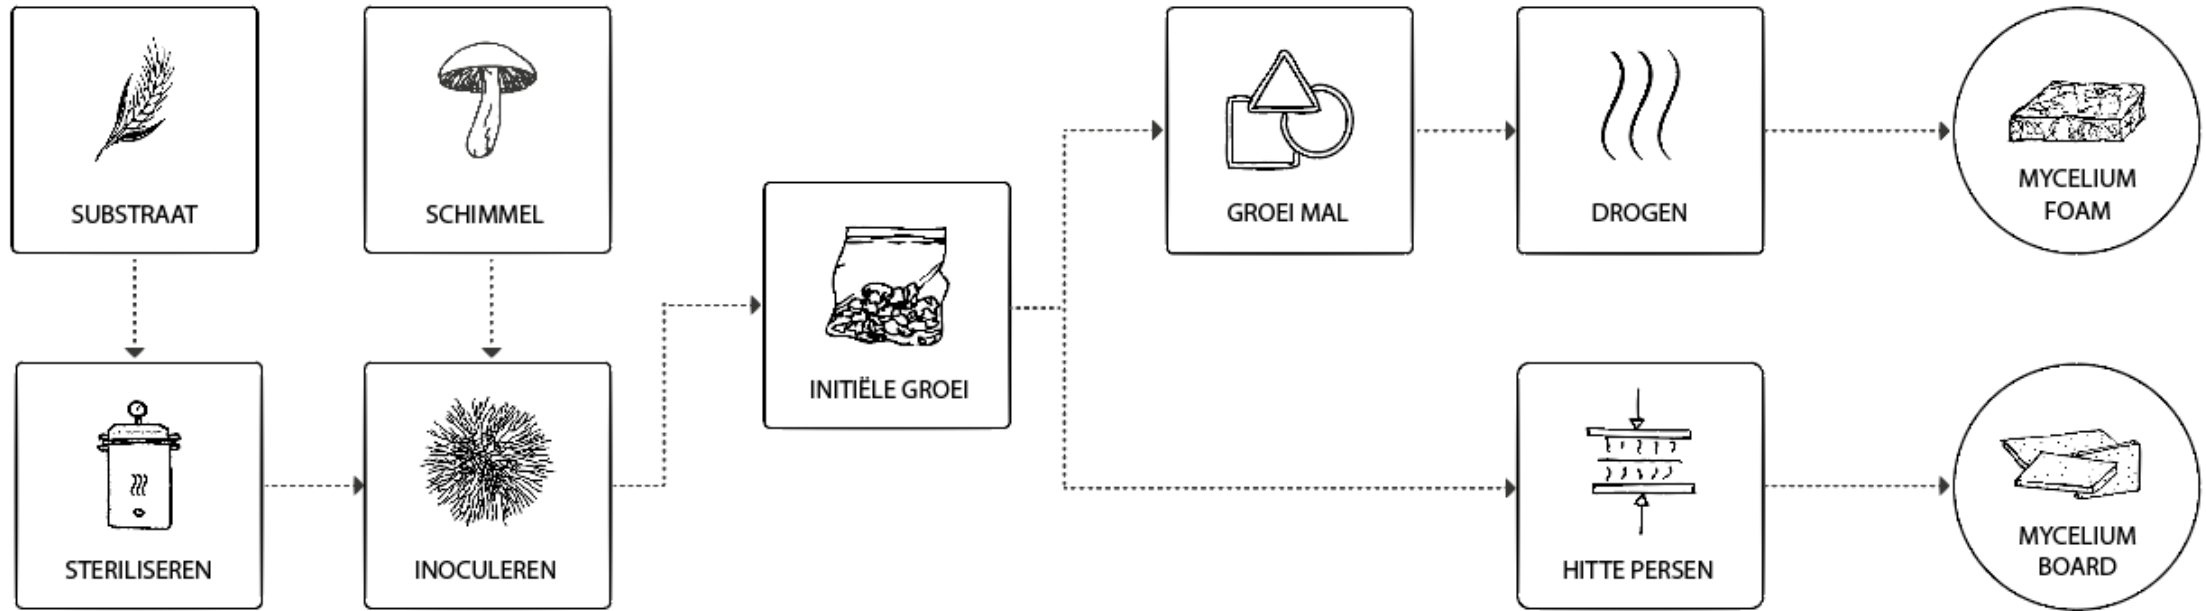 SUBSTRAAT
SCHIMMEL
STERILISEREN
INOCULEREN
INITIËLE GROEI
GROEI MAL
DROGEN
MYCELIUM
FOAM
HITTE PERSEN
MYCELIUM
BOARD